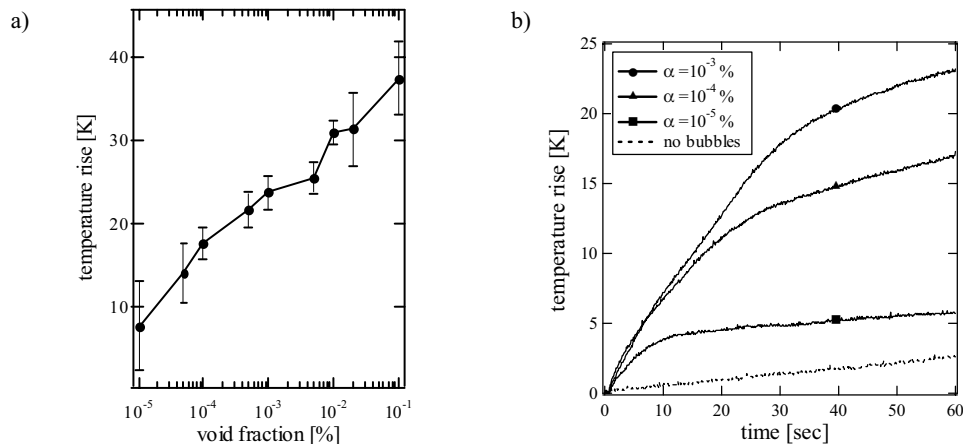 a)
temperature rise [K]
40
30
20
10
10⁻⁵ 10⁻⁴ 10⁻³ 10⁻² 10⁻¹
void fraction [%]
b)
temperature rise [K]
25
20
15
10
5
0
α =10⁻³ %
α =10⁻⁴ %
α =10⁻⁵ %
no bubbles
0 10 20 30 40 50 60
time [sec]